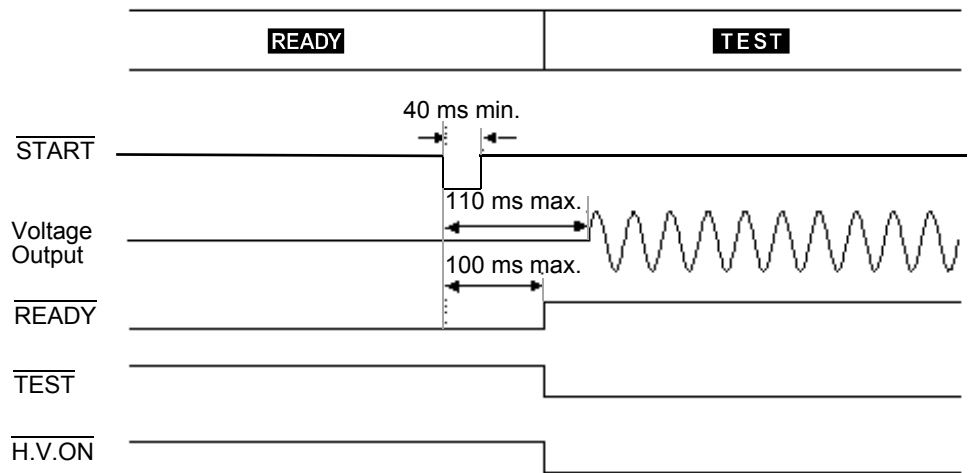 READY
TEST
40 ms min.
START
110 ms max.
Voltage
Output
100 ms max.
READY
TEST
H.V.ON